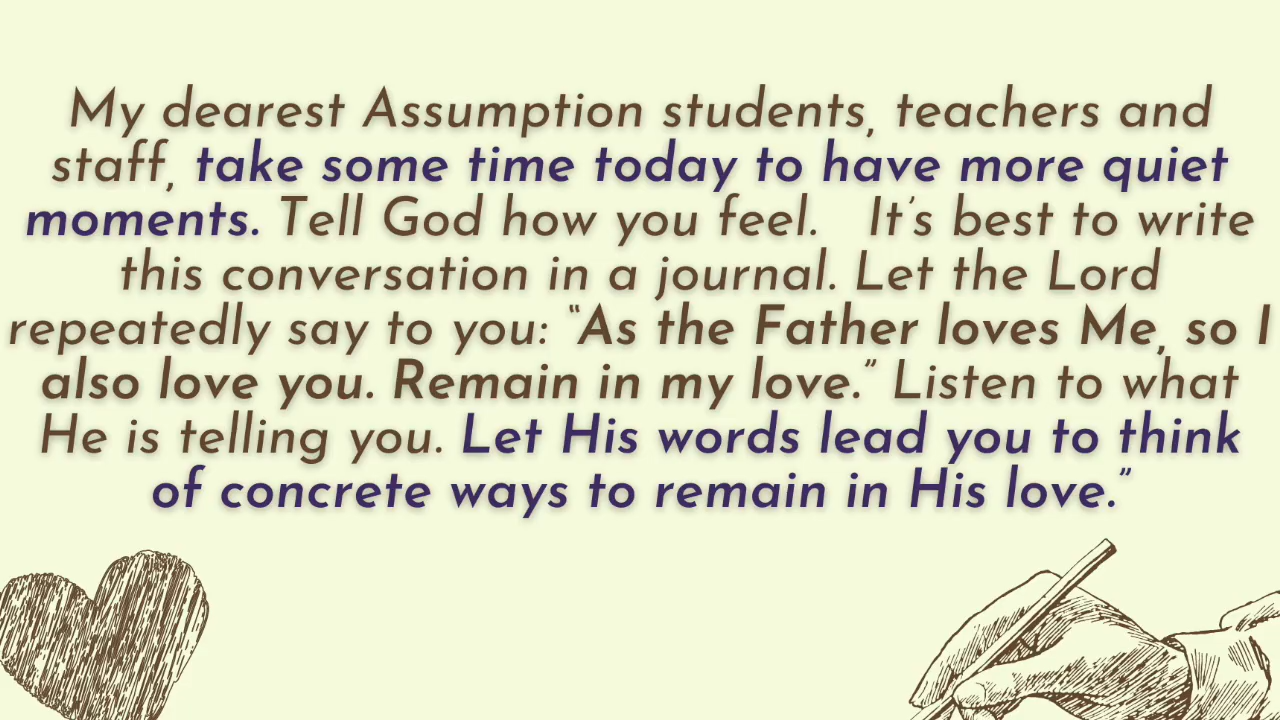 My dearest Assumption students, teachers and
staff, take some time today to have more quiet
moments. Tell God how you feel.   It's best to write
this conversation in a journal. Let the Lord
repeatedly say to you: “As the Father loves Me, so I
also love you. Remain in my love.” Listen to what
He is telling you. Let His words lead you to think
of concrete ways to remain in His love.”